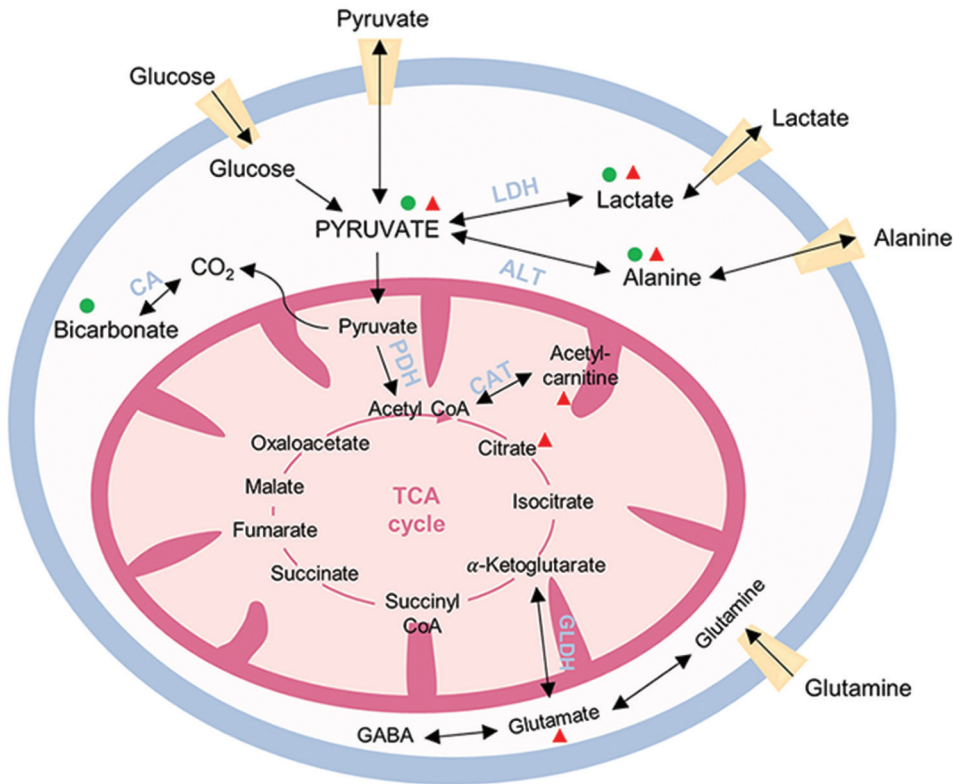 Pyruvate
Glucose
Lactate
Glucose
LDH
Lactate
PYRUVATE
Alanine
ALT
Alanine
CO₂
CA
Bicarbonate
Pyruvate
PDH
Acetyl-
carnitine
CAT
Acetyl CoA
Oxaloacetate
Citrate
Malate
TCA
cycle
Isocitrate
Fumarate
α-Ketoglutarate
Succinate
Succinyl
CoA
GLDH
Glutamine
Glutamine
Glutamate
GABA